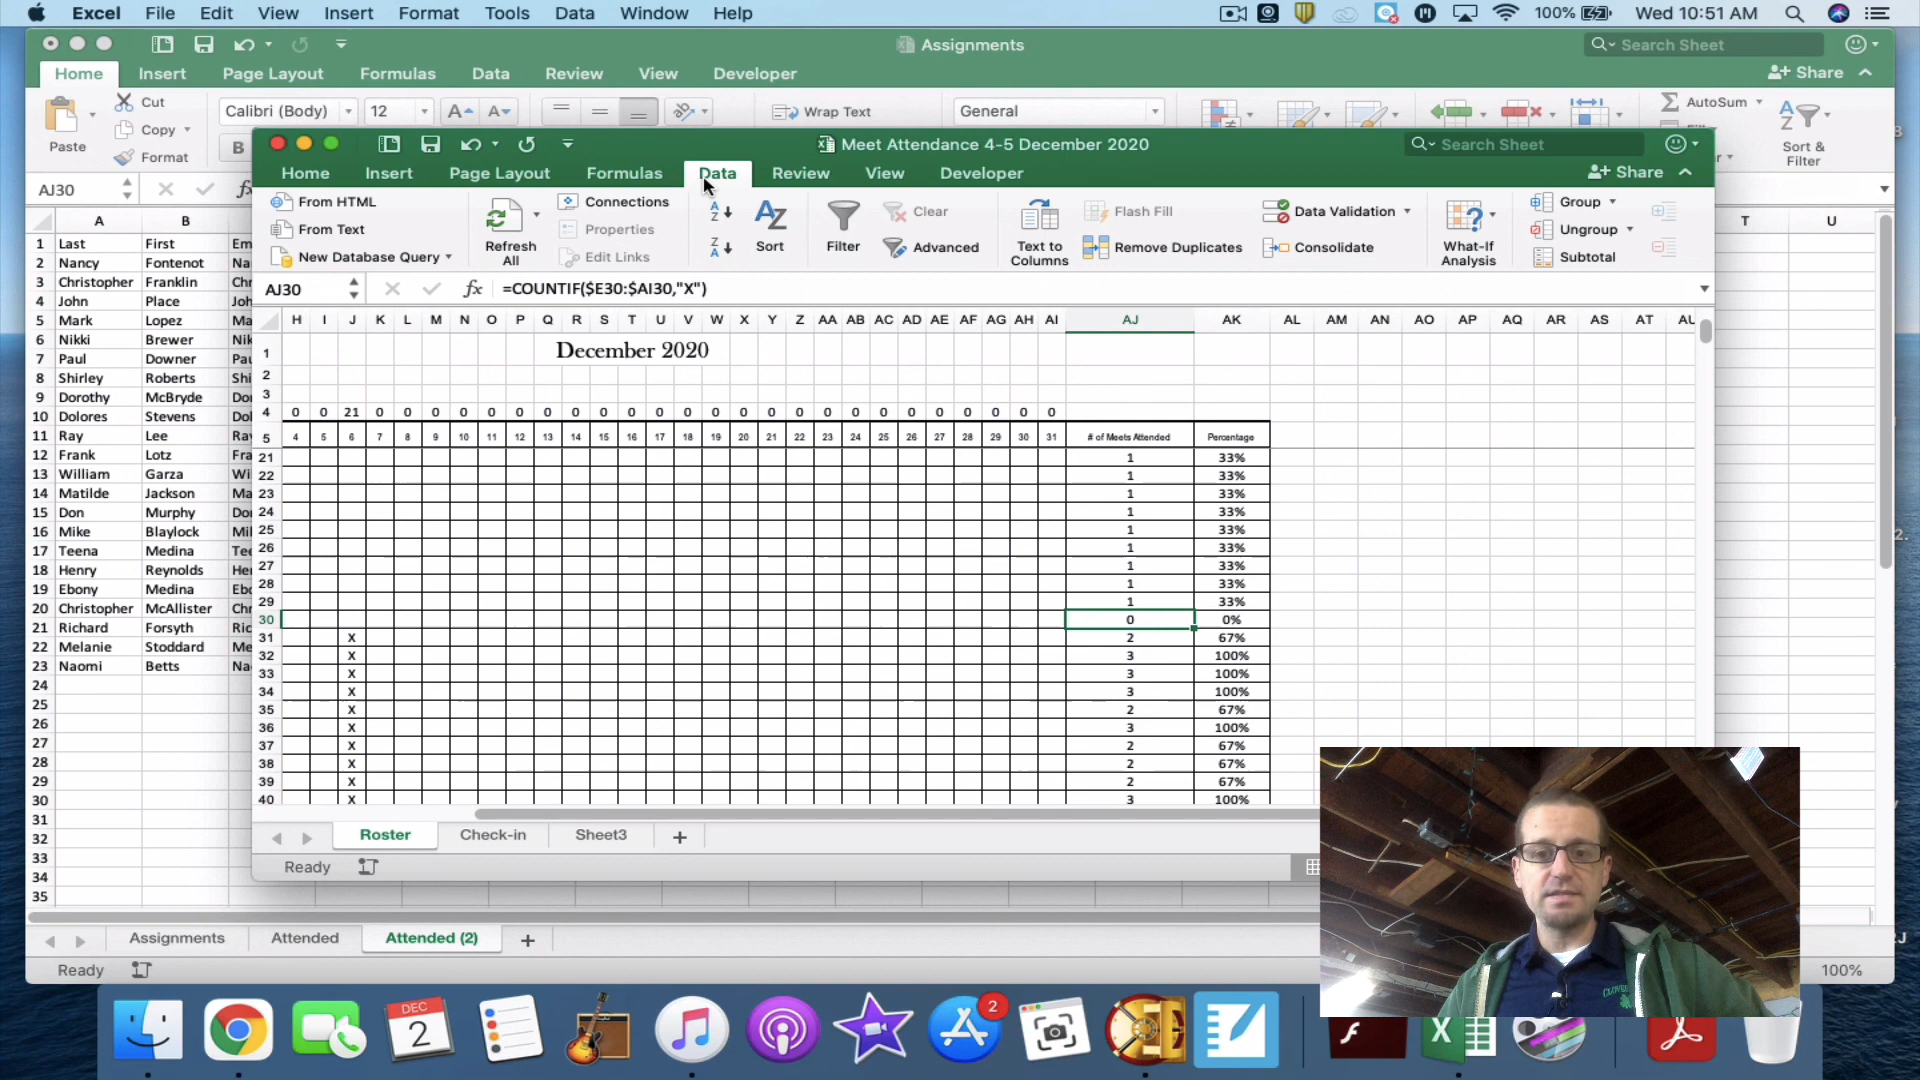 Excel File Edit View Insert Format Tools Data Window Help 100% Wed 10:51 AM
Assignments Search Sheet
Home Insert Page Layout Formulas Data Review View Developer Share
Paste Cut Copy Format Calibri (Body) 12 B Wrap Text General AutoSum Sort & Filter
AJ30 fx
A B T U
1 Last First Em
2 Nancy Fontenot Na
3 Christopher Franklin Ch
4 John Place Joh
5 Mark Lopez Ma
6 Nikki Brewer Nik
7 Paul Downer Pau
8 Shirley Roberts Shi
9 Dorothy McBryde Do
10 Dolores Stevens Dol
11 Ray Lee Ray
12 Frank Lotz Fra
13 William Garza Wi
14 Matilde Jackson Ma
15 Don Murphy Do
16 Mike Blaylock Mil
17 Teena Medina Tee
18 Henry Reynolds He
19 Ebony Medina Ebo
20 Christopher McAllister Chr
21 Richard Forsyth Ric
22 Melanie Stoddard Me
23 Naomi Betts Na
24
25
26
27
28
29
30
31
32
33
34
35
Assignments Attended Attended (2) +
Ready 100%
Meet Attendance 4-5 December 2020 Search Sheet
Home Insert Page Layout Formulas Data Review View Developer Share
From HTML From Text New Database Query Refresh All Connections Properties Edit Links Sort Filter Clear Advanced Text to Columns Flash Fill Remove Duplicates Data Validation Consolidate What-If Analysis Group Ungroup Subtotal
AJ30 fx =COUNTIF($E30:$AI30,"X")
H I J K L M N O P Q R S T U V W X Y Z AA AB AC AD AE AF AG AH AI AJ AK AL AM AN AO AP AQ AR AS AT AU
1 December 2020
2
3
4 0 0 21 0 0 0 0 0 0 0 0 0 0 0 0 0 0 0 0 0 0 0 0 0 0 0 0 0
5 4 5 6 7 8 9 10 11 12 13 14 15 16 17 18 19 20 21 22 23 24 25 26 27 28 29 30 31 # of Meets Attended Percentage
21 1 33%
22 1 33%
23 1 33%
24 1 33%
25 1 33%
26 1 33%
27 1 33%
28 1 33%
29 1 33%
30 0 0%
31 X 2 67%
32 X 3 100%
33 X 3 100%
34 X 3 100%
35 X 2 67%
36 X 3 100%
37 X 2 67%
38 X 2 67%
39 X 2 67%
40 X 3 100%
Roster Check-in Sheet3 +
Ready
DEC 2
2